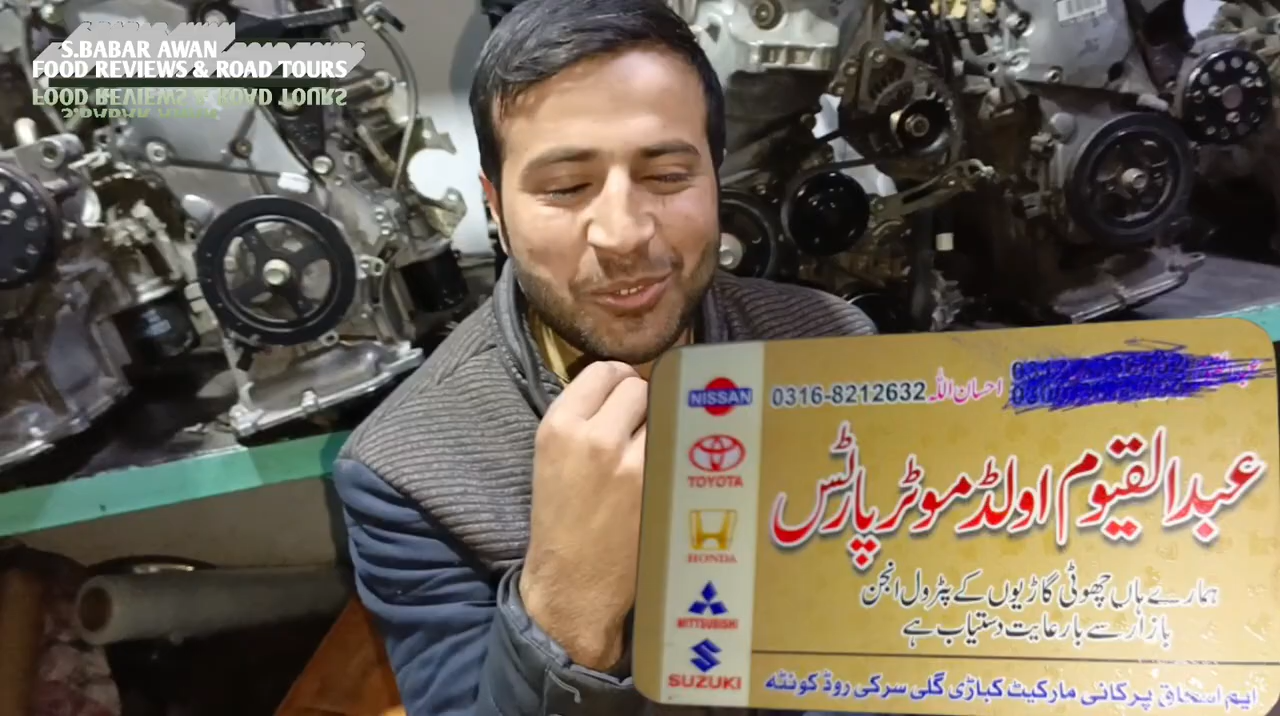 S.BABAR AWAN
FOOD REVIEWS & ROAD TOURS
0316-8212632 احسان اللہ
عبدالقیوم اولڈ موٹر پارٹس
ہمارے ہاں چھوٹی گاڑیوں کے پٹرول انجن
بازار سے بارعایت دستیاب ہے
ایم اسحاق پرکانی مارکیٹ کباڑی گلی سرکی روڈ کوئٹہ
NISSAN
TOYOTA
HONDA
MITTSUBISHI
SUZUKI